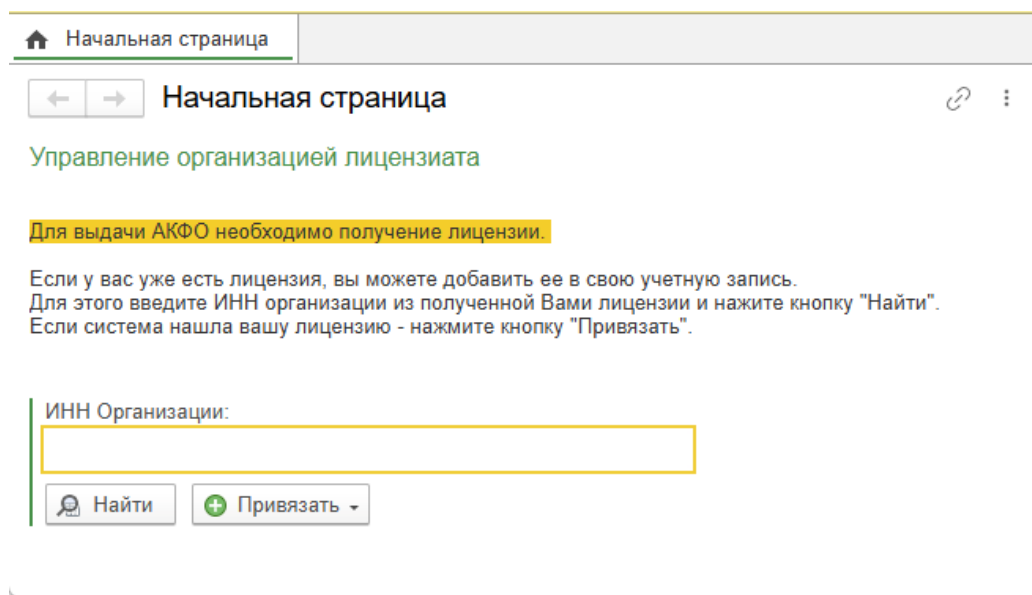 Начальная страница
Начальная страница
Управление организацией лицензиата
Для выдачи АКФО необходимо получение лицензии.
Если у вас уже есть лицензия, вы можете добавить ее в свою учетную запись.
Для этого введите ИНН организации из полученной Вами лицензии и нажите кнопку "Найти".
Если система нашла вашу лицензию - нажмите кнопку "Привязать".
ИНН Организации:
Найти
Привязать